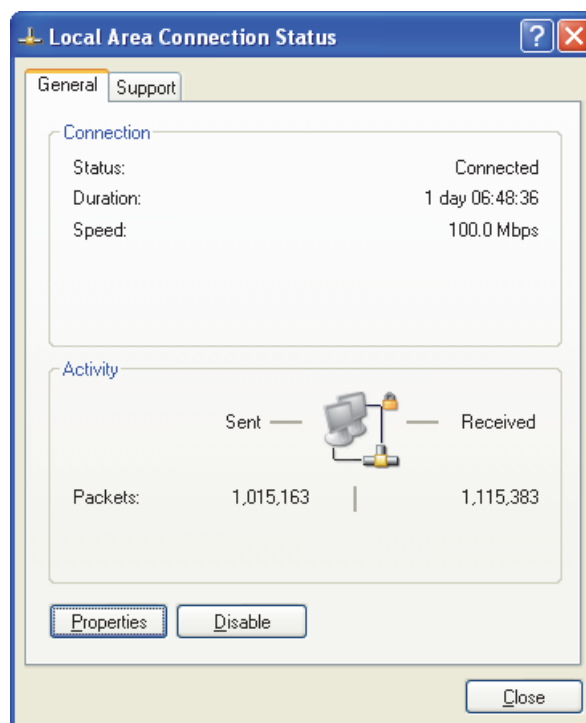 Local Area Connection Status
General Support
Connection
Status: Connected
Duration: 1 day 06:48:36
Speed: 100.0 Mbps
Activity
Sent Received
Packets: 1,015,163 1,115,383
Properties Disable
Close